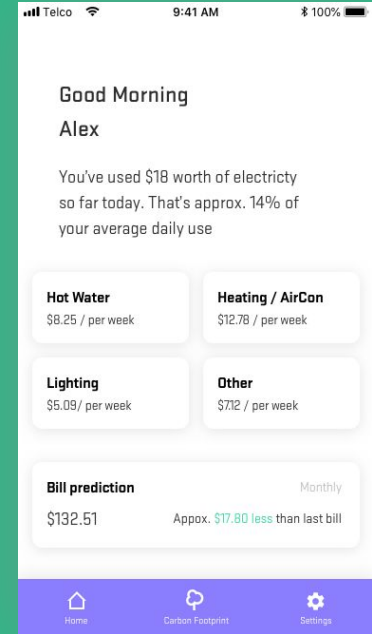 Telco 9:41 AM 100%
Good Morning
Alex
You've used $18 worth of electricty
so far today. That's approx. 14% of
your average daily use
Hot Water
$8.25 / per week
Heating / AirCon
$12.78 / per week
Lighting
$5.09/ per week
Other
$7.12 / per week
Bill prediction Monthly
$132.51 Appox. $17.80 less than last bill
Home Carbon Footprint Settings